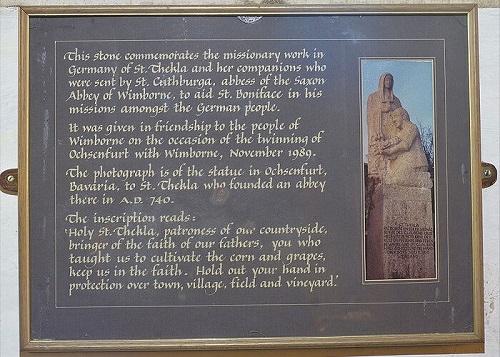 This stone commemorates the missionary work in
Germany of St. Thekla and her companions who
were sent by St. Cuthburga, abbess of the Saxon
Abbey of Wimborne, to aid St. Boniface in his
missions amongst the German people.
It was given in friendship to the people of
Wimborne on the occasion of the twinning of
Ochsenfurt with Wimborne, November 1989.
The photograph is of the statue in Ochsenfurt,
Bavaria, to St. Thekla who founded an abbey
there in A.D. 740.
The inscription reads:
'Holy St. Thekla, patroness of our countryside,
bringer of the faith of our fathers, you who
taught us to cultivate the corn and grapes,
keep us in the faith. Hold out your hand in
protection over town, village, field and vineyard.'